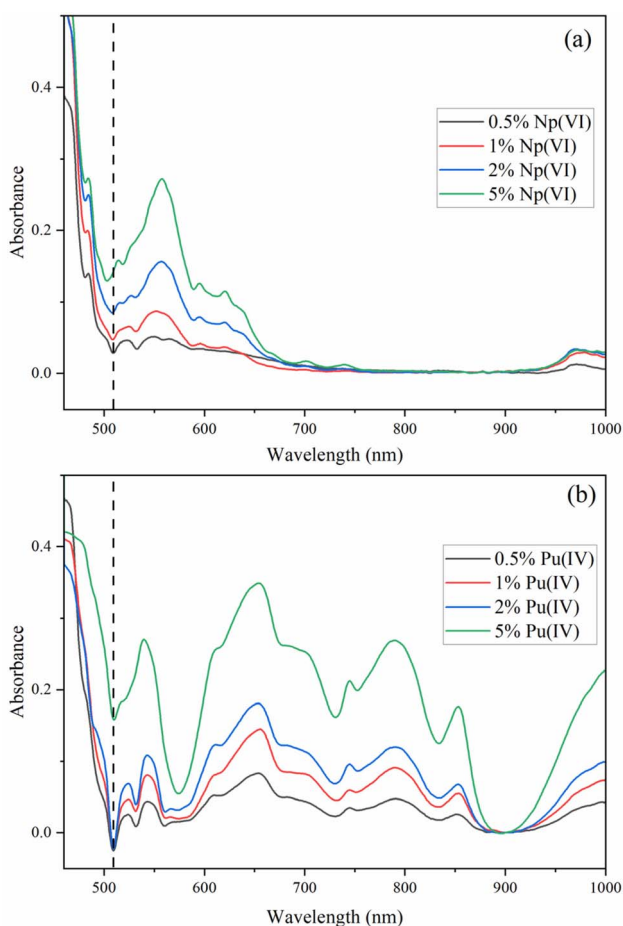 (a)
0.4
0.5% Np(VI)
1% Np(VI)
2% Np(VI)
5% Np(VI)
Absorbance
0.2
0.0
500 600 700 800 900 1000
Wavelength (nm)
(b)
0.4
0.5% Pu(IV)
1% Pu(IV)
2% Pu(IV)
5% Pu(IV)
Absorbance
0.2
0.0
500 600 700 800 900 1000
Wavelength (nm)